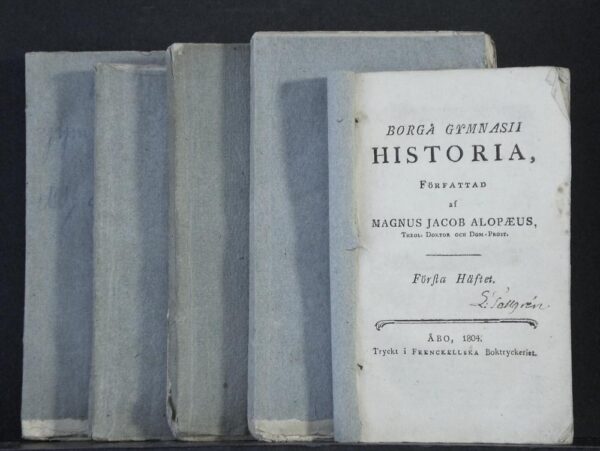 BORGÅ GYMNASII
HISTORIA,
FÖRFATTAD
af
MAGNUS JACOB ALOPÆUS,
THEOL. DOKTOR OCH DOM-PROST.
Förſta Häftet.
ÅBO, 1804.
Tryckt i FRENCKELLSKA Boktryckeriet.